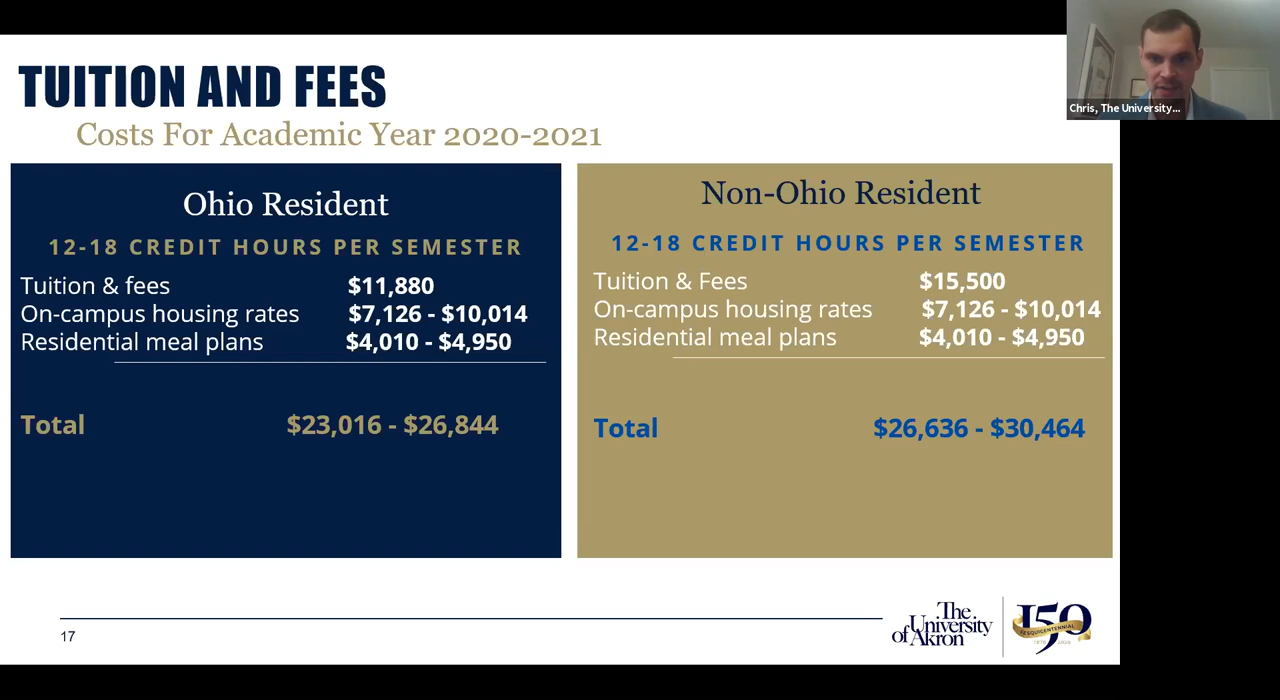 TUITION AND FEES
Costs For Academic Year 2020-2021
Chris, The University...
Ohio Resident
12-18 CREDIT HOURS PER SEMESTER
Tuition & fees $11,880
On-campus housing rates $7,126 - $10,014
Residential meal plans $4,010 - $4,950
Total $23,016 - $26,844
Non-Ohio Resident
12-18 CREDIT HOURS PER SEMESTER
Tuition & Fees $15,500
On-campus housing rates $7,126 - $10,014
Residential meal plans $4,010 - $4,950
Total $26,636 - $30,464
17
The
University
of Akron
150
SESQUICENTENNIAL